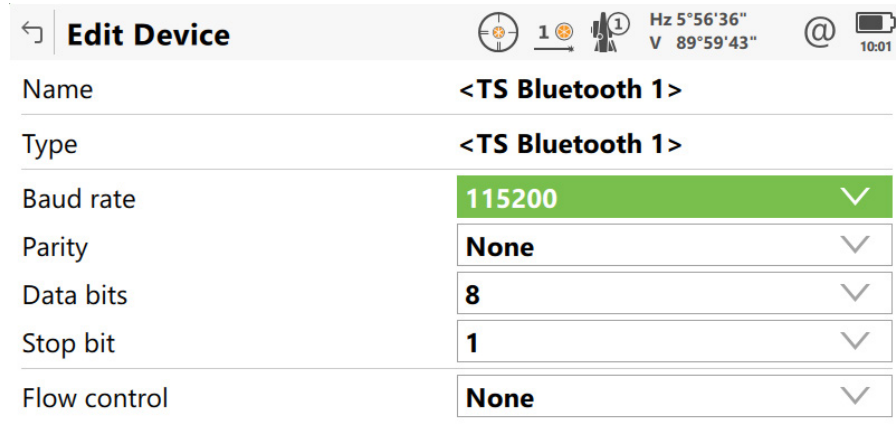 Edit Device
1
1
Hz 5°56'36"
V 89°59'43"
@
10:01
Name <TS Bluetooth 1>
Type <TS Bluetooth 1>
Baud rate 115200
Parity None
Data bits 8
Stop bit 1
Flow control None